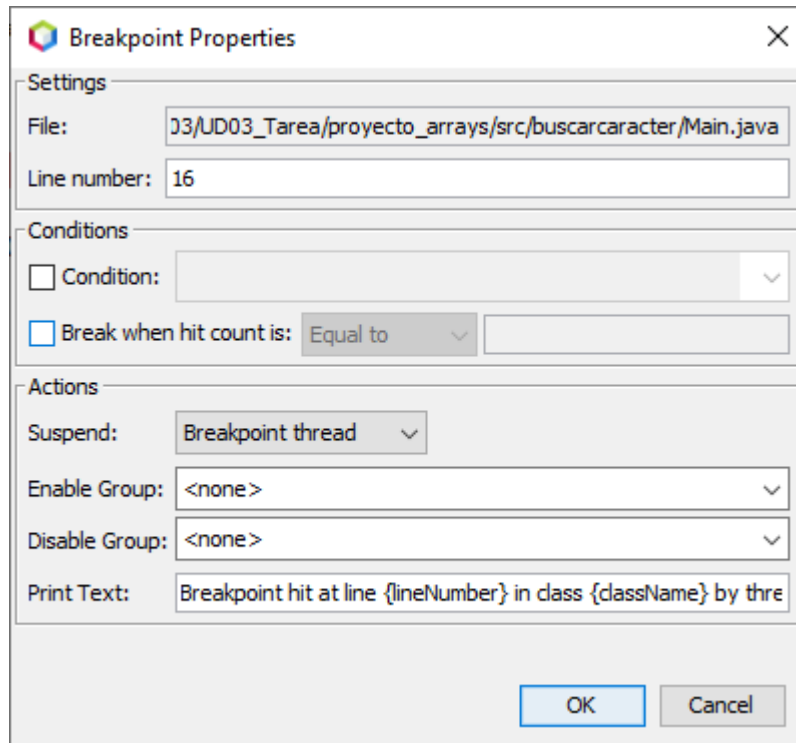 Breakpoint Properties
Settings
File: 03/UD03_Tarea/proyecto_arrays/src/buscarcaracter/Main.java
Line number: 16
Conditions
Condition:
Break when hit count is: Equal to
Actions
Suspend: Breakpoint thread
Enable Group: <none>
Disable Group: <none>
Print Text: Breakpoint hit at line {lineNumber} in class {className} by thre
OK Cancel